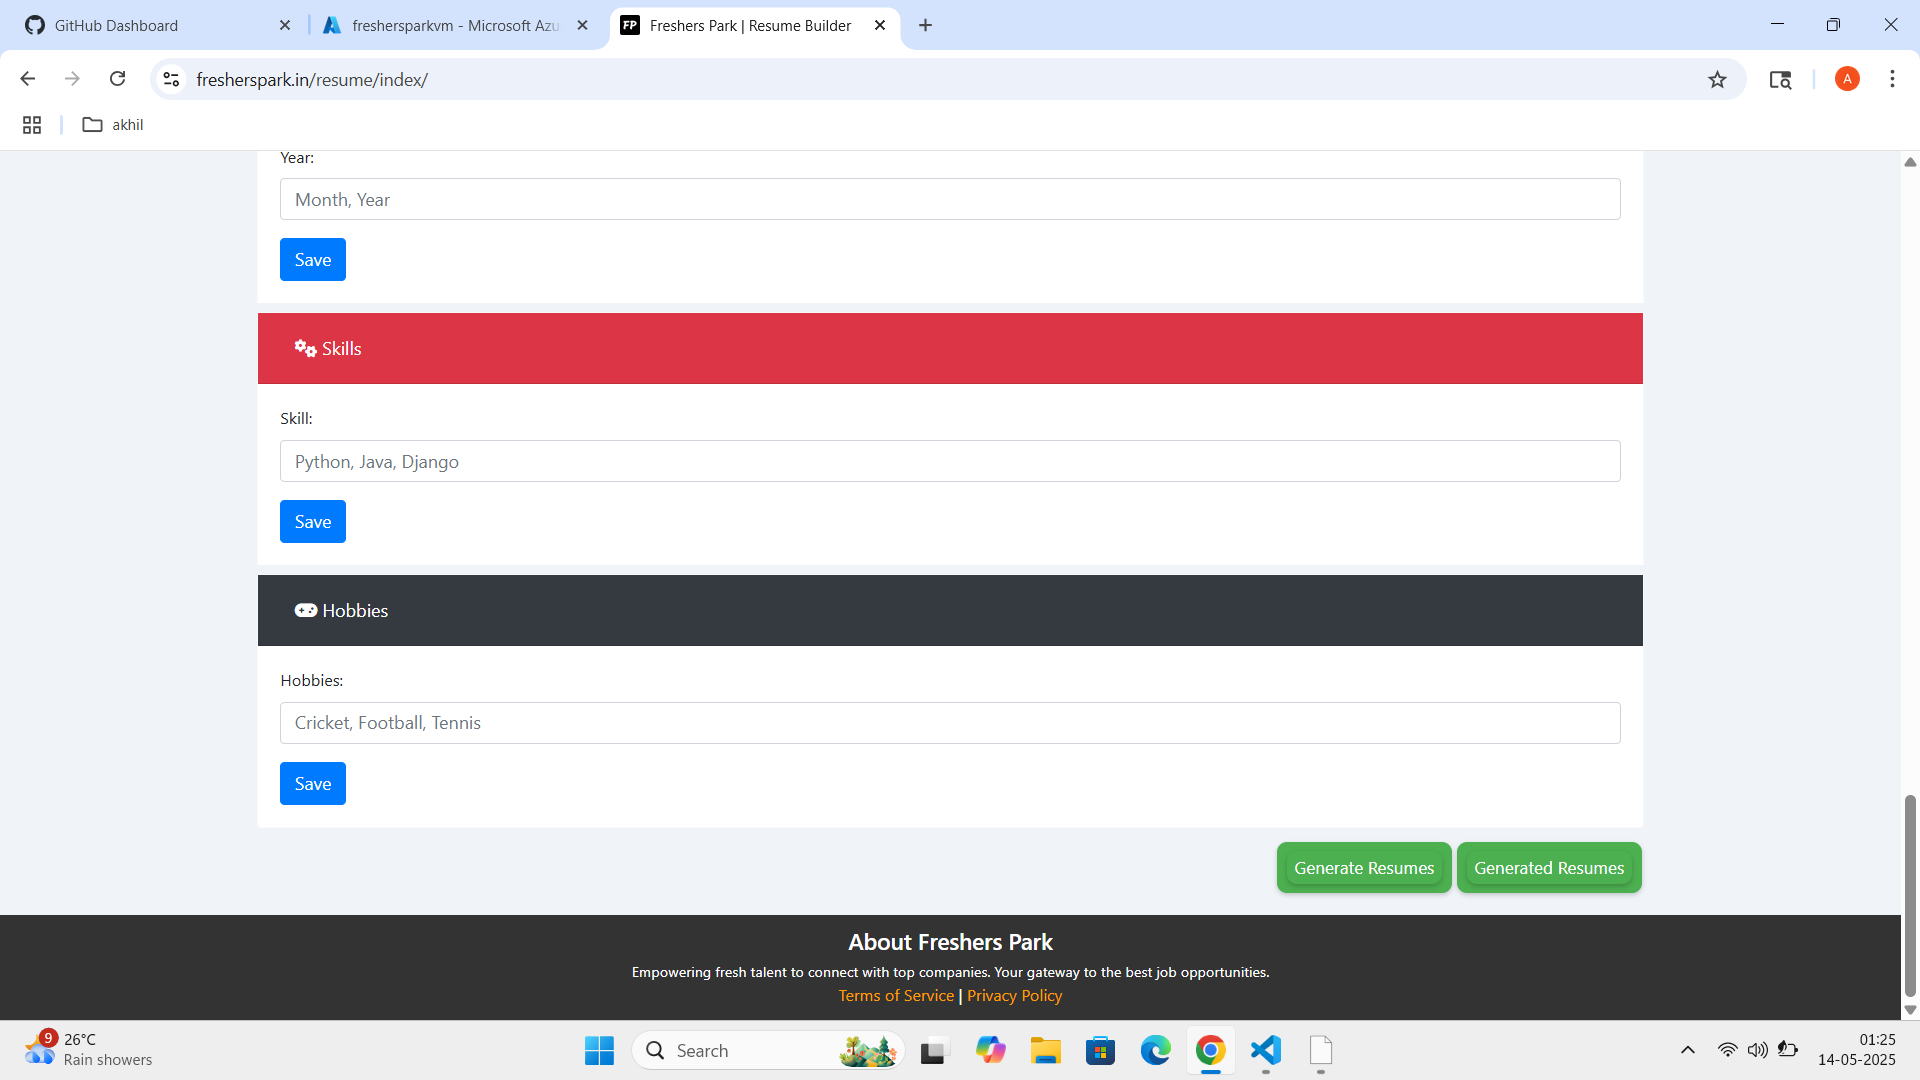 GitHub Dashboard
freshersparkvm - Microsoft Azu
FP Freshers Park | Resume Builder
fresherspark.in/resume/index/
A
akhil
Year:
Month, Year
Save
Skills
Skill:
Python, Java, Django
Save
Hobbies
Hobbies:
Cricket, Football, Tennis
Save
Generate Resumes
Generated Resumes
About Freshers Park
Empowering fresh talent to connect with top companies. Your gateway to the best job opportunities.
Terms of Service | Privacy Policy
9
26°C
Rain showers
Search
01:25
14-05-2025